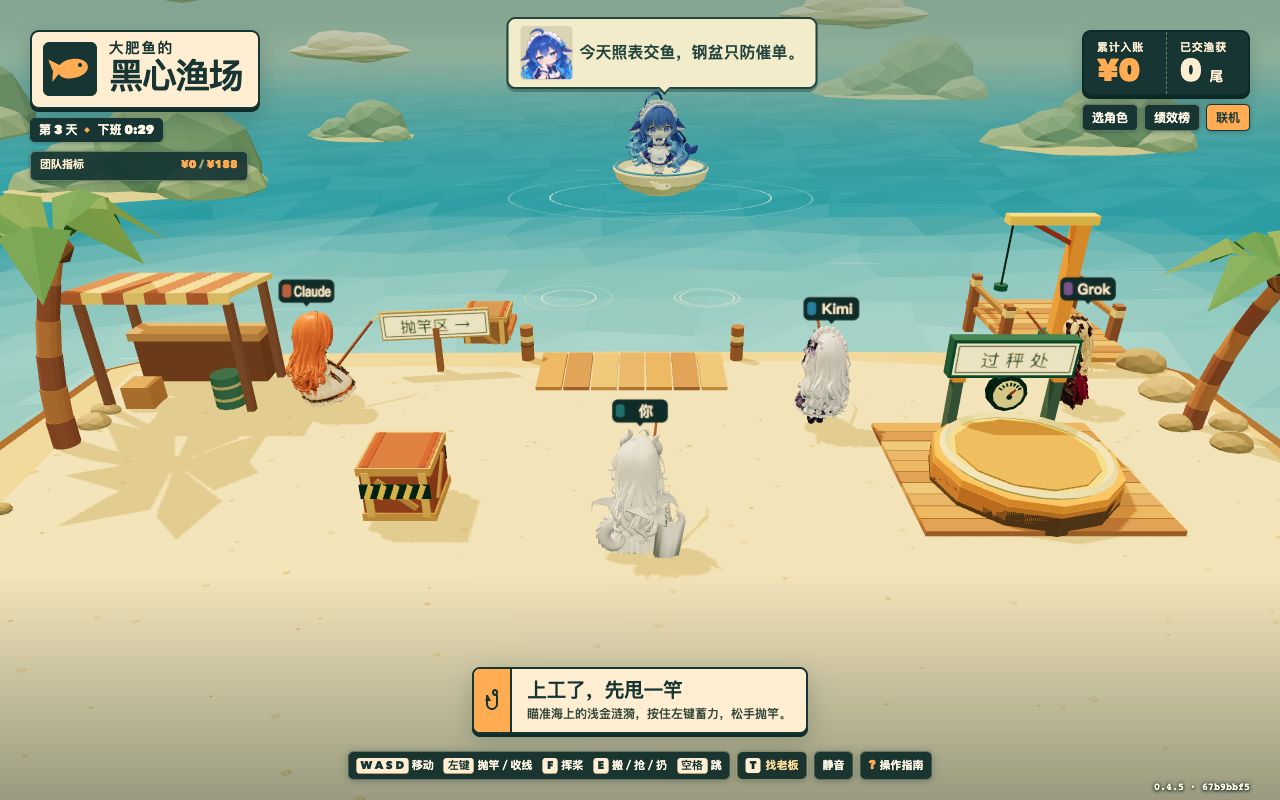 大肥鱼的
黑心渔场
第 3 天 • 下班 0:29
团队指标 ¥0 / ¥188
今天照表交鱼，钢盆只防催单。
累计入账 已交渔获
¥0 0 尾
选角色 绩效榜 联机
Claude
抛竿区 →
Kimi
Grok
过秤处
你
上工了，先甩一竿
瞄准海上的浅金涟漪，按住左键蓄力，松手抛竿。
WASD 移动 左键 抛竿 / 收线 F 挥桨 E 搬 / 抢 / 扔 空格 跳 T 找老板 静音 ? 操作指南
0.4.5 · 67b9bbf5